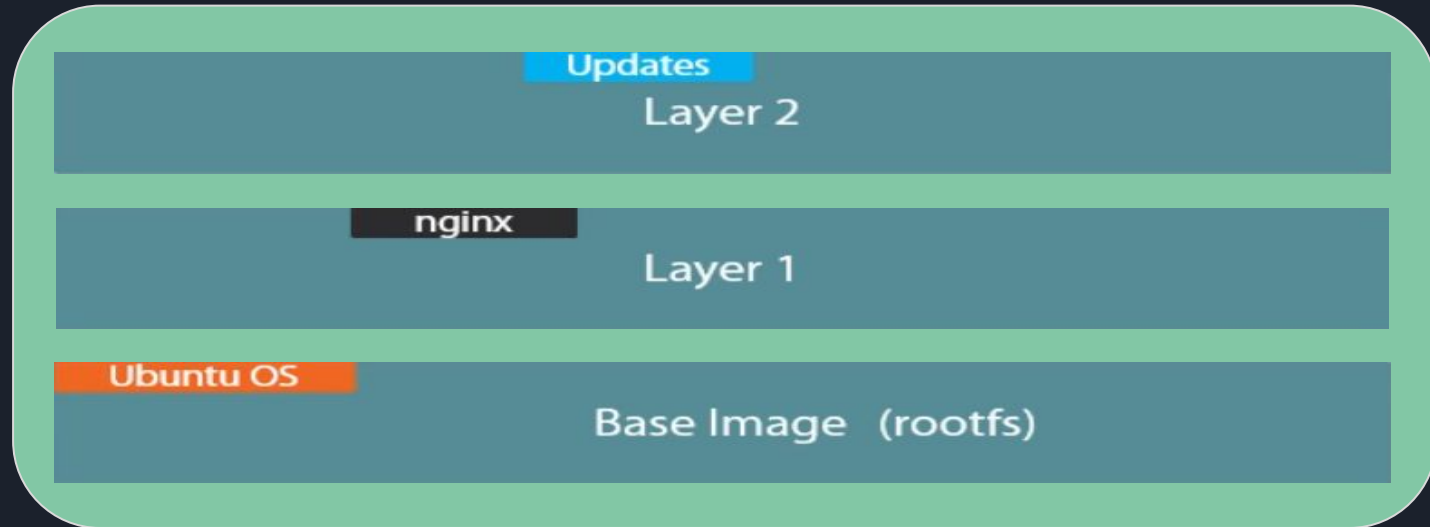 Updates
Layer 2
nginx
Layer 1
Ubuntu OS
Base Image (rootfs)